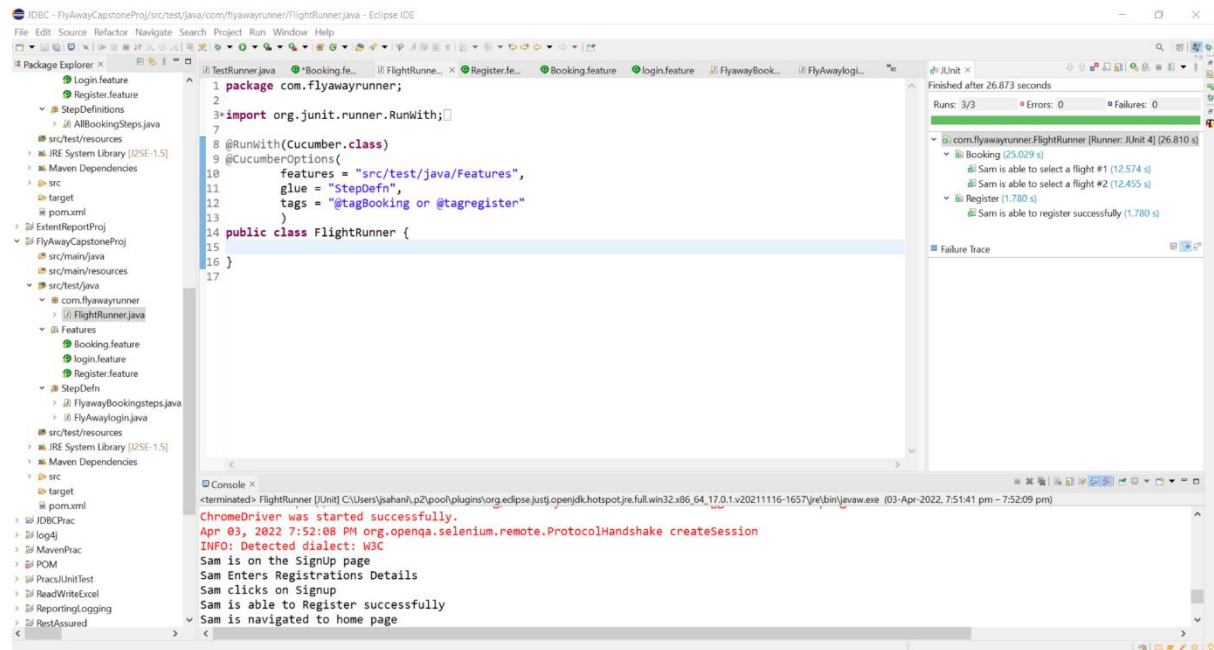 JDBC - FlyAwayCapstoneProj/src/test/java/com/flyawayrunner/FlightRunner.java - Eclipse IDE
File Edit Source Refactor Navigate Search Project Run Window Help
Package Explorer
Login.feature
Register.feature
StepDefinitions
AllBookingSteps.java
src/test/resources
JRE System Library [J2SE-1.5]
Maven Dependencies
src
target
pom.xml
ExtentReportProj
FlyAwayCapstoneProj
src/main/java
src/main/resources
src/test/java
com.flyawayrunner
FlightRunner.java
Features
Booking.feature
login.feature
Register.feature
StepDefn
FlyawayBookingsteps.java
FlyAwaylogin.java
src/test/resources
JRE System Library [J2SE-1.5]
Maven Dependencies
src
target
pom.xml
JDBCPrac
log4j
MavenPrac
POM
PracsJUnitTest
ReadWriteExcel
ReportingLogging
RestAssured
TestRunner.java *Booking.fe... FlightRunne... Register.fe... Booking.feature login.feature FlyawayBook... FlyAwaylogi...
1 package com.flyawayrunner;
2
3 import org.junit.runner.RunWith;
7
8 @RunWith(Cucumber.class)
9 @CucumberOptions(
10 features = "src/test/java/Features",
11 glue = "StepDefn",
12 tags = "@tagBooking or @tagregister"
13 )
14 public class FlightRunner {
15
16 }
17
JUnit
Finished after 26.873 seconds
Runs: 3/3 Errors: 0 Failures: 0
com.flyawayrunner.FlightRunner [Runner: JUnit 4] (26.810 s)
Booking (25.029 s)
Sam is able to select a flight #1 (12.574 s)
Sam is able to select a flight #2 (12.455 s)
Register (1.780 s)
Sam is able to register successfully (1.780 s)
Failure Trace
Console
<terminated> FlightRunner [JUnit] C:\Users\jsahani\.p2\pool\plugins\org.eclipse.justj.openjdk.hotspot.jre.full.win32.x86_64_17.0.1.v20211116-1657\jre\bin\javaw.exe (03-Apr-2022, 7:51:41 pm – 7:52:09 pm)
ChromeDriver was started successfully.
Apr 03, 2022 7:52:08 PM org.openqa.selenium.remote.ProtocolHandshake createSession
INFO: Detected dialect: W3C
Sam is on the SignUp page
Sam Enters Registrations Details
Sam clicks on Signup
Sam is able to Register successfully
Sam is navigated to home page